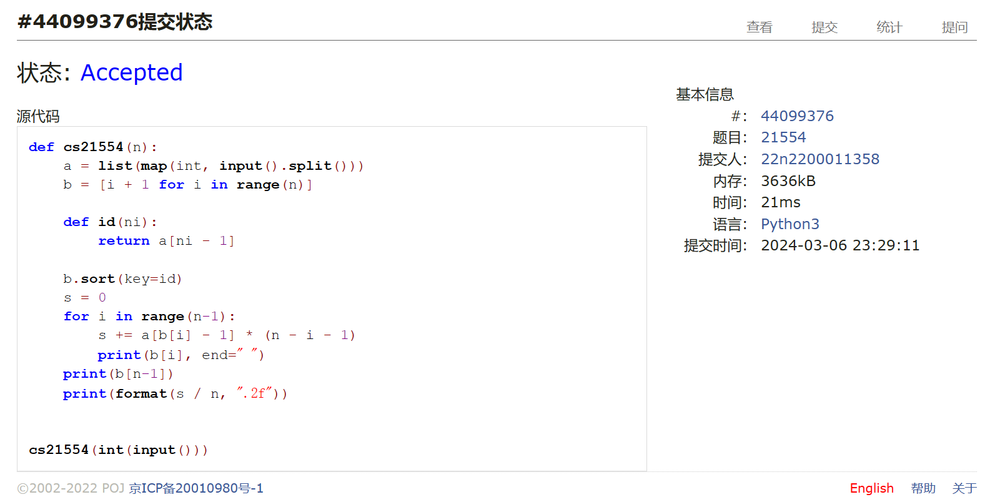 #44099376提交状态
查看 提交 统计 提问
状态: Accepted
源代码
def cs21554(n):
    a = list(map(int, input().split()))
    b = [i + 1 for i in range(n)]

    def id(ni):
        return a[ni - 1]

    b.sort(key=id)
    s = 0
    for i in range(n-1):
        s += a[b[i] - 1] * (n - i - 1)
        print(b[i], end=" ")
    print(b[n-1])
    print(format(s / n, ".2f"))


cs21554(int(input()))
基本信息
#: 44099376
题目: 21554
提交人: 22n2200011358
内存: 3636kB
时间: 21ms
语言: Python3
提交时间: 2024-03-06 23:29:11
©2002-2022 POJ 京ICP备20010980号-1
English 帮助 关于